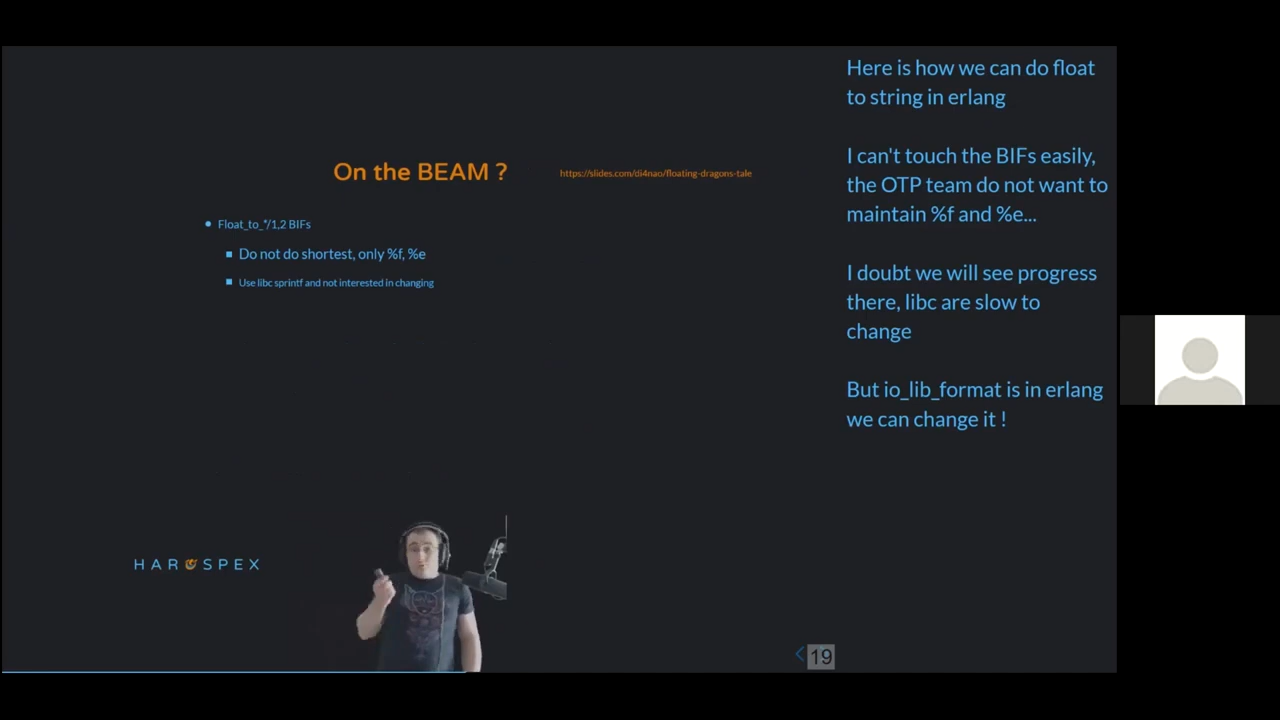 On the BEAM ?
https://slides.com/di4nao/floating-dragons-tale
Float_to_*/1,2 BIFs
Do not do shortest, only %f, %e
Use libc sprintf and not interested in changing
HAR SPEX
19
Here is how we can do float
to string in erlang
I can't touch the BIFs easily,
the OTP team do not want to
maintain %f and %e...
I doubt we will see progress
there, libc are slow to
change
But io_lib_format is in erlang
we can change it !